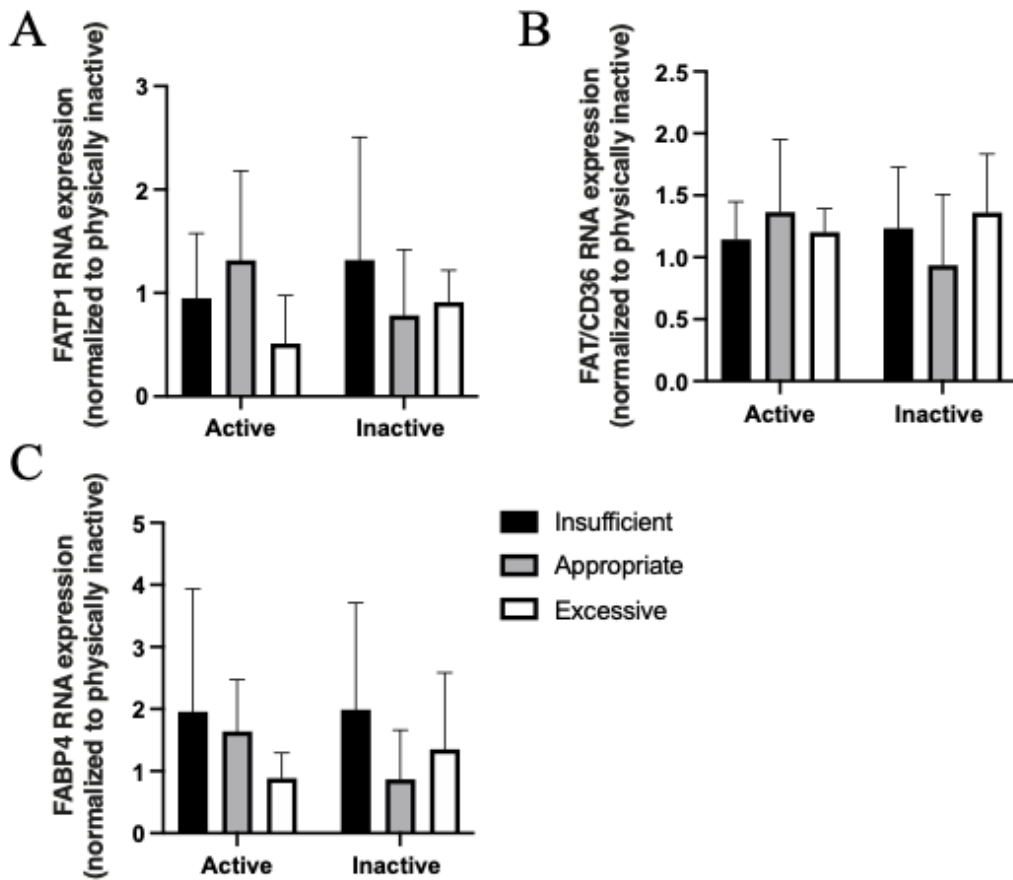 A
FATP1 RNA expression
(normalized to physically inactive)
3
2
1
0
Active Inactive
B
FAT/CD36 RNA expression
(normalized to physically inactive)
2.5
2.0
1.5
1.0
0.5
0.0
Active Inactive
C
FABP4 RNA expression
(normalized to physically inactive)
5
4
3
2
1
0
Active Inactive
Insufficient
Appropriate
Excessive